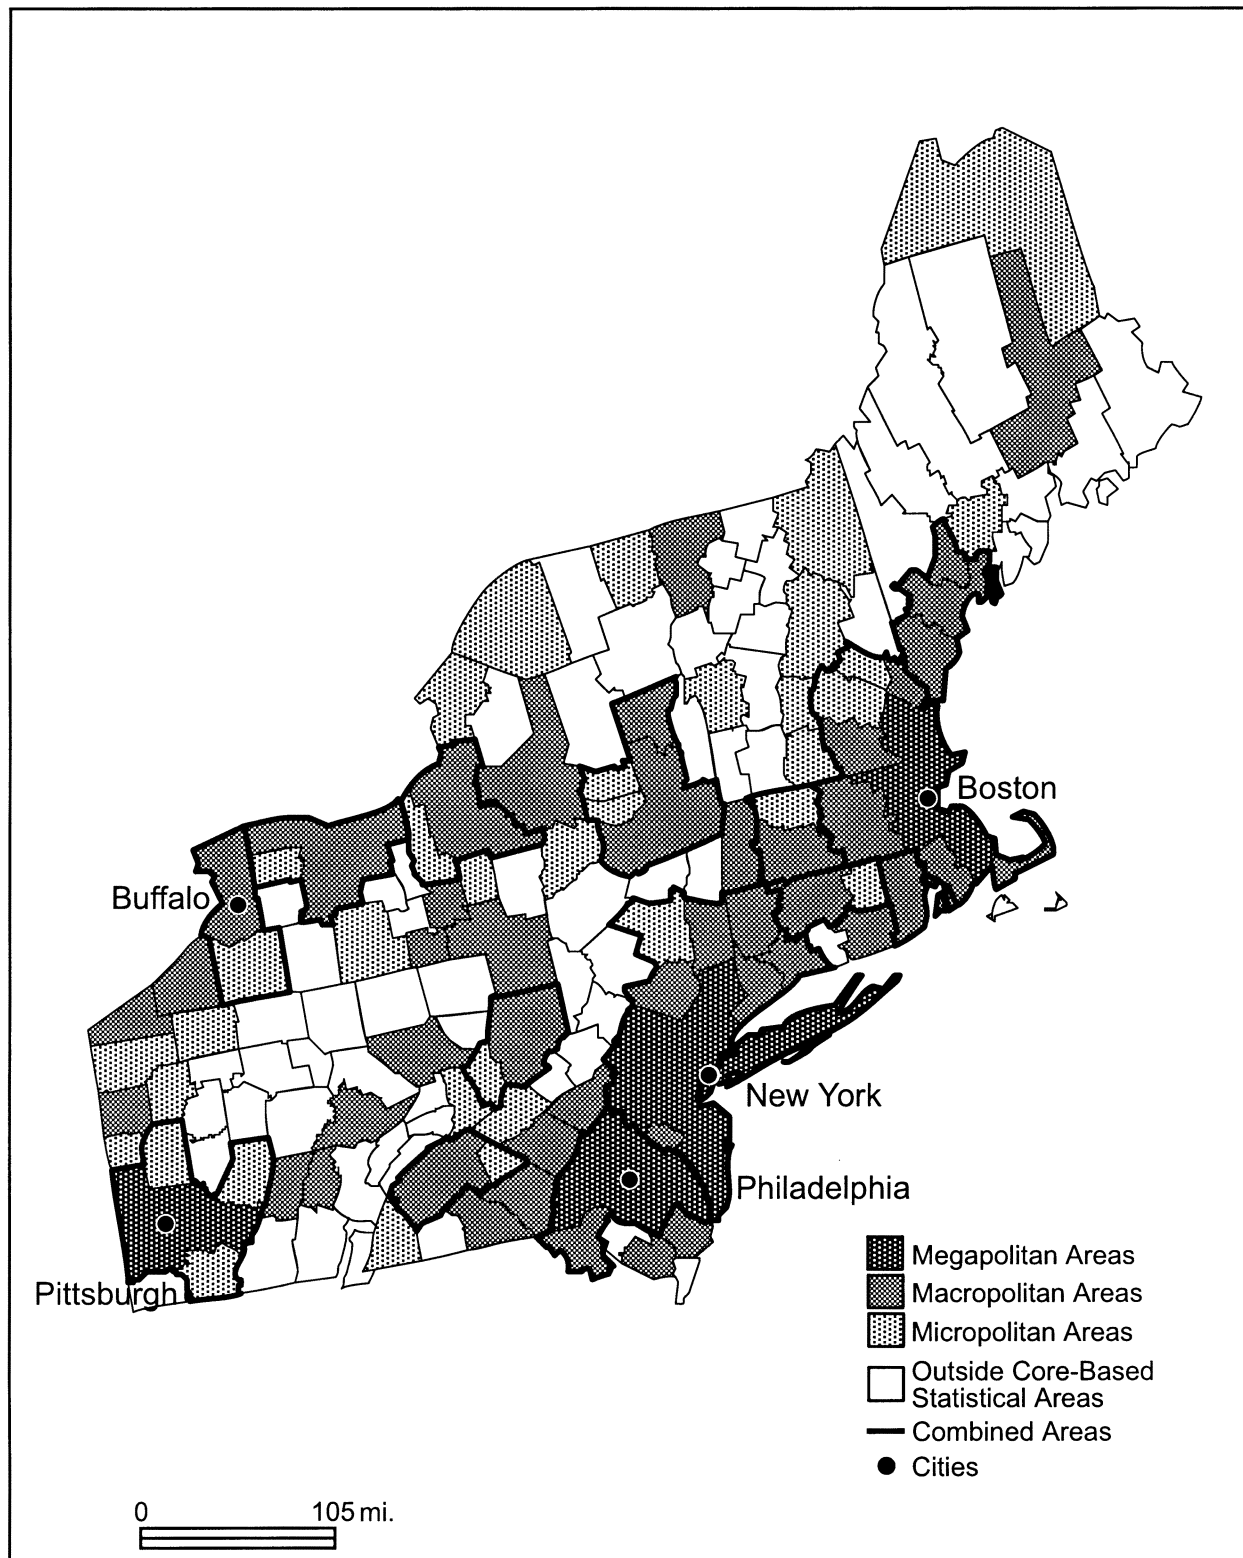 Boston
Buffalo
New York
Philadelphia
Pittsburgh
Megapolitan Areas
Macropolitan Areas
Micropolitan Areas
Outside Core-Based
Statistical Areas
Combined Areas
Cities
0 105 mi.